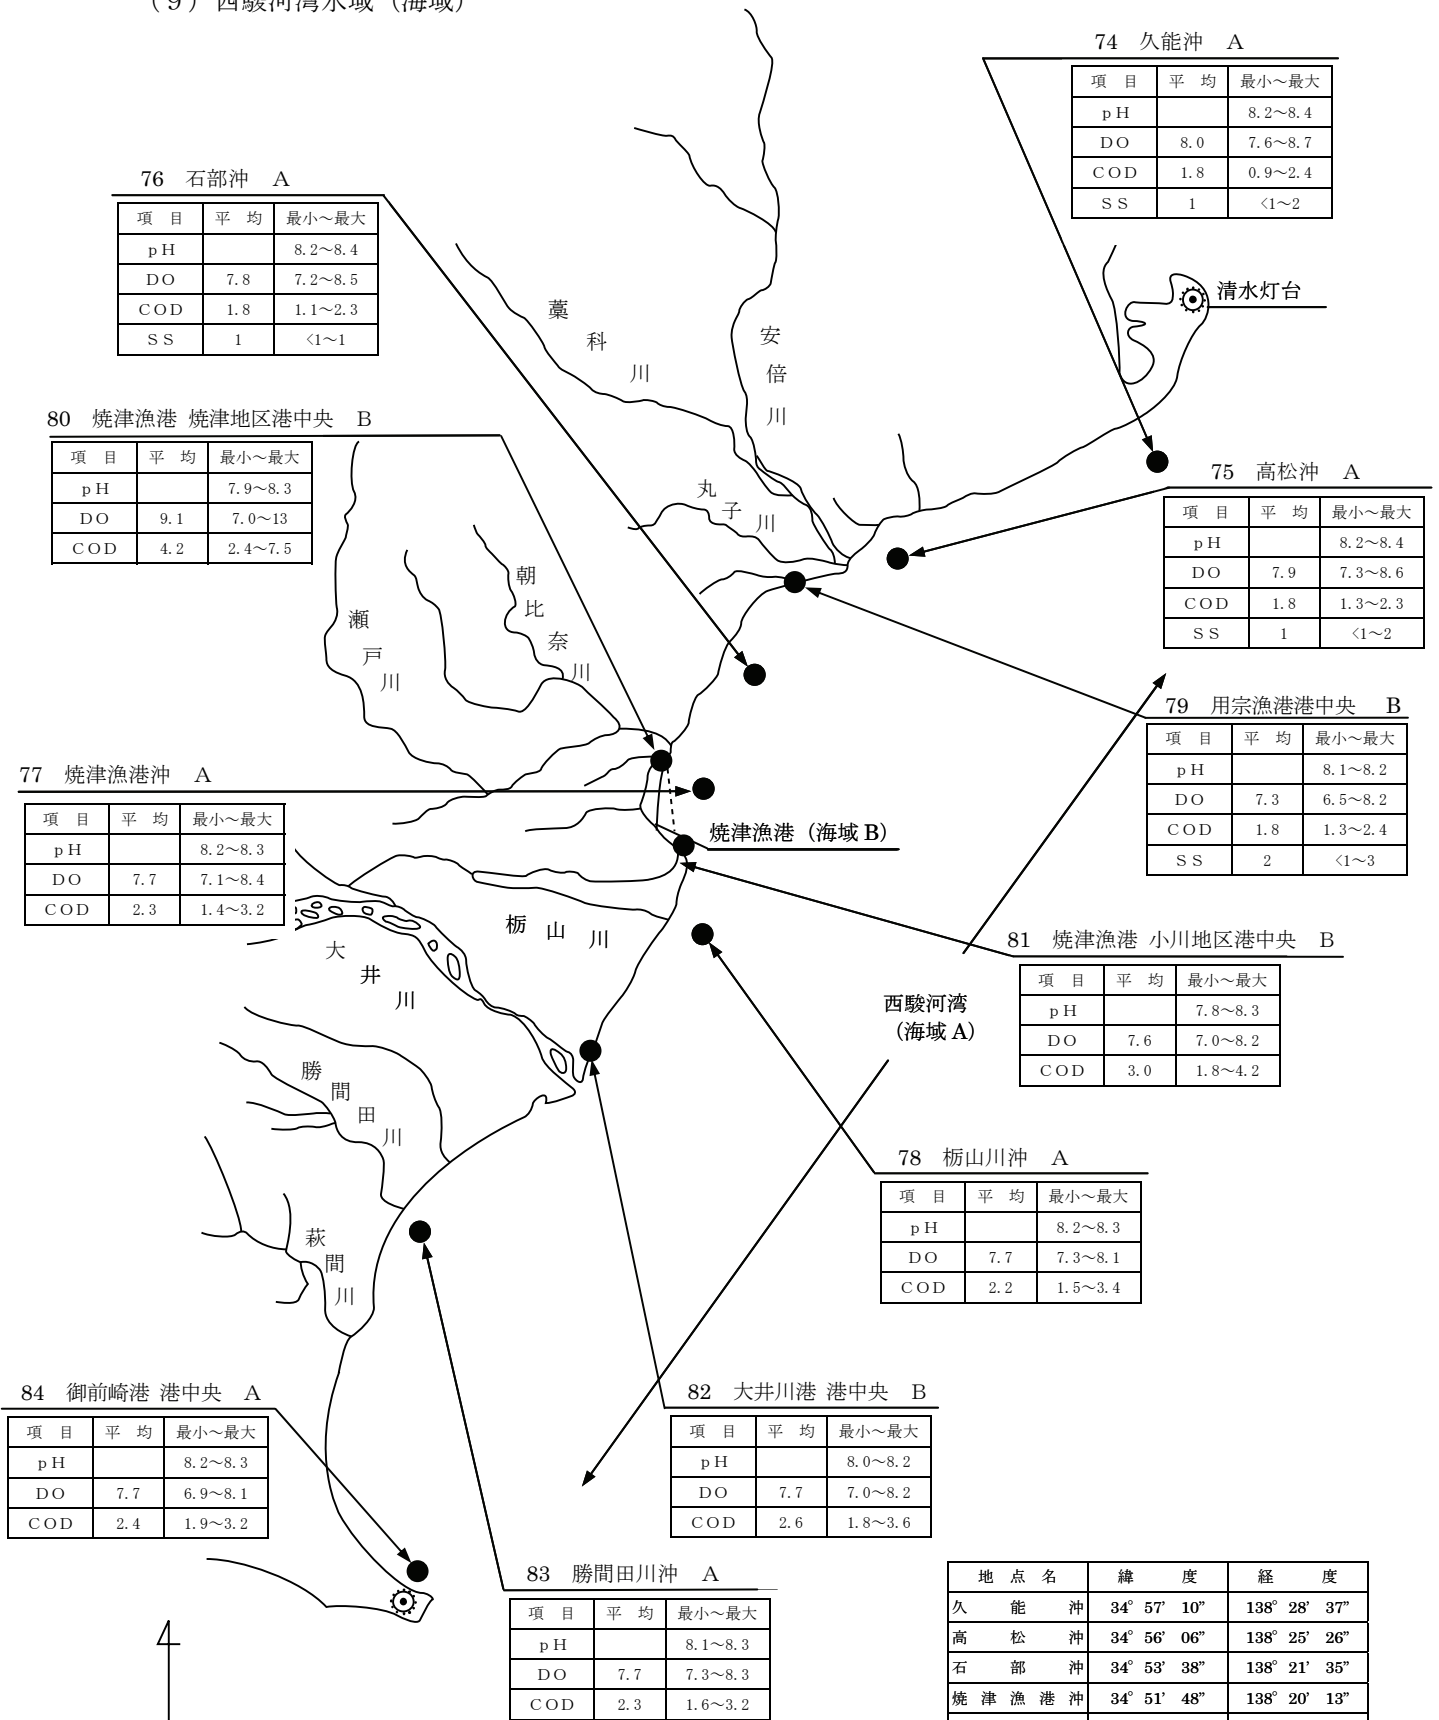 (９) 西駿河湾水域 (海域)
74 久能沖 A
項 目 平 均 最小～最大
pH 8.2～8.4
DO 8.0 7.6～8.7
COD 1.8 0.9～2.4
SS 1 <1～2
76 石部沖 A
項 目 平 均 最小～最大
pH 8.2～8.4
DO 7.8 7.2～8.5
COD 1.8 1.1～2.3
SS 1 <1～1
清水灯台
藁科川
安倍川
80 焼津漁港 焼津地区港中央 B
項 目 平 均 最小～最大
pH 7.9～8.3
DO 9.1 7.0～13
COD 4.2 2.4～7.5
丸子川
75 高松沖 A
項 目 平 均 最小～最大
pH 8.2～8.4
DO 7.9 7.3～8.6
COD 1.8 1.3～2.3
SS 1 <1～2
朝比奈川
瀬戸川
79 用宗漁港港中央 B
項 目 平 均 最小～最大
pH 8.1～8.2
DO 7.3 6.5～8.2
COD 1.8 1.3～2.4
SS 2 <1～3
77 焼津漁港沖 A
項 目 平 均 最小～最大
pH 8.2～8.3
DO 7.7 7.1～8.4
COD 2.3 1.4～3.2
焼津漁港 (海域 B)
栃山川
大井川
81 焼津漁港 小川地区港中央 B
項 目 平 均 最小～最大
pH 7.8～8.3
DO 7.6 7.0～8.2
COD 3.0 1.8～4.2
西駿河湾
(海域 A)
勝間田川
78 栃山川沖 A
項 目 平 均 最小～最大
pH 8.2～8.3
DO 7.7 7.3～8.1
COD 2.2 1.5～3.4
萩間川
84 御前崎港 港中央 A
項 目 平 均 最小～最大
pH 8.2～8.3
DO 7.7 6.9～8.1
COD 2.4 1.9～3.2
82 大井川港 港中央 B
項 目 平 均 最小～最大
pH 8.0～8.2
DO 7.7 7.0～8.2
COD 2.6 1.8～3.6
83 勝間田川沖 A
項 目 平 均 最小～最大
pH 8.1～8.3
DO 7.7 7.3～8.3
COD 2.3 1.6～3.2
地 点 名 緯 度 経 度
久 能 沖 34° 57’ 10” 138° 28’ 37”
高 松 沖 34° 56’ 06” 138° 25’ 26”
石 部 沖 34° 53’ 38” 138° 21’ 35”
焼 津 漁 港 沖 34° 51’ 48” 138° 20’ 13”